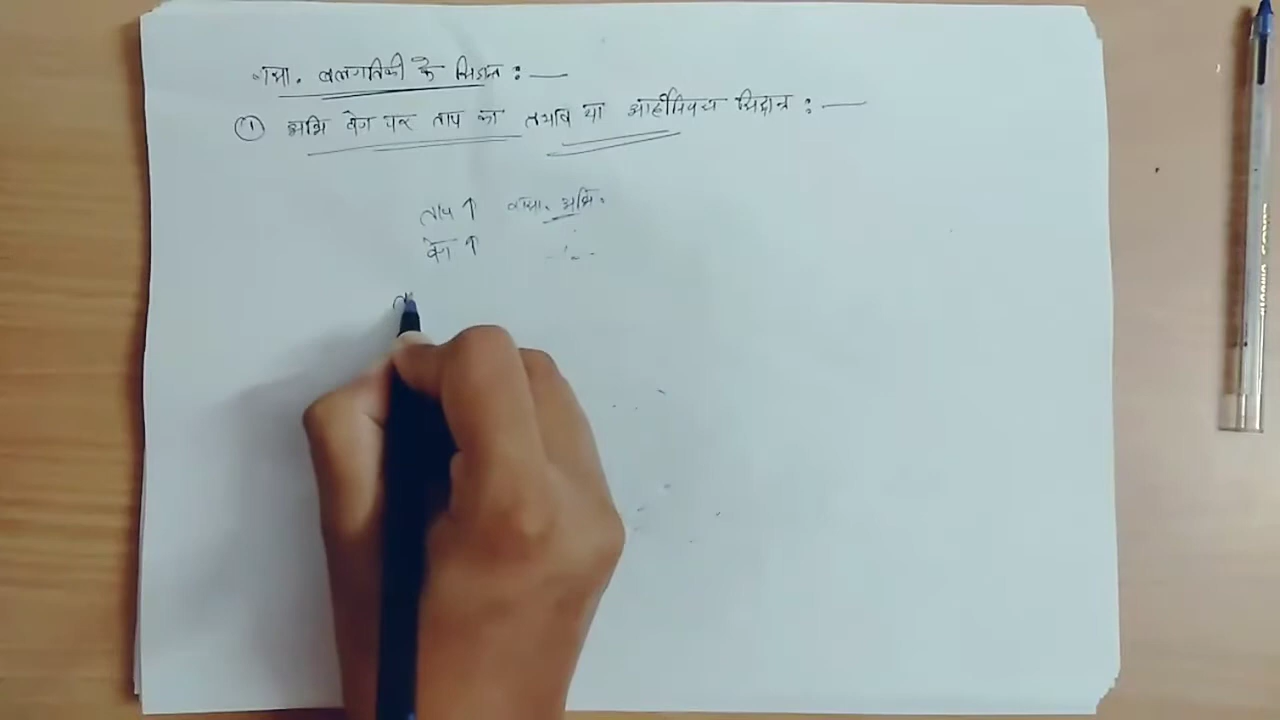 रासा. बलगतिकी के सिद्धान्त : —
① अभि वेग पर ताप का प्रभाव या आर्हीनियस सिद्धान्त : —
ताप ↑ रासा. अभि.
वेग ↑